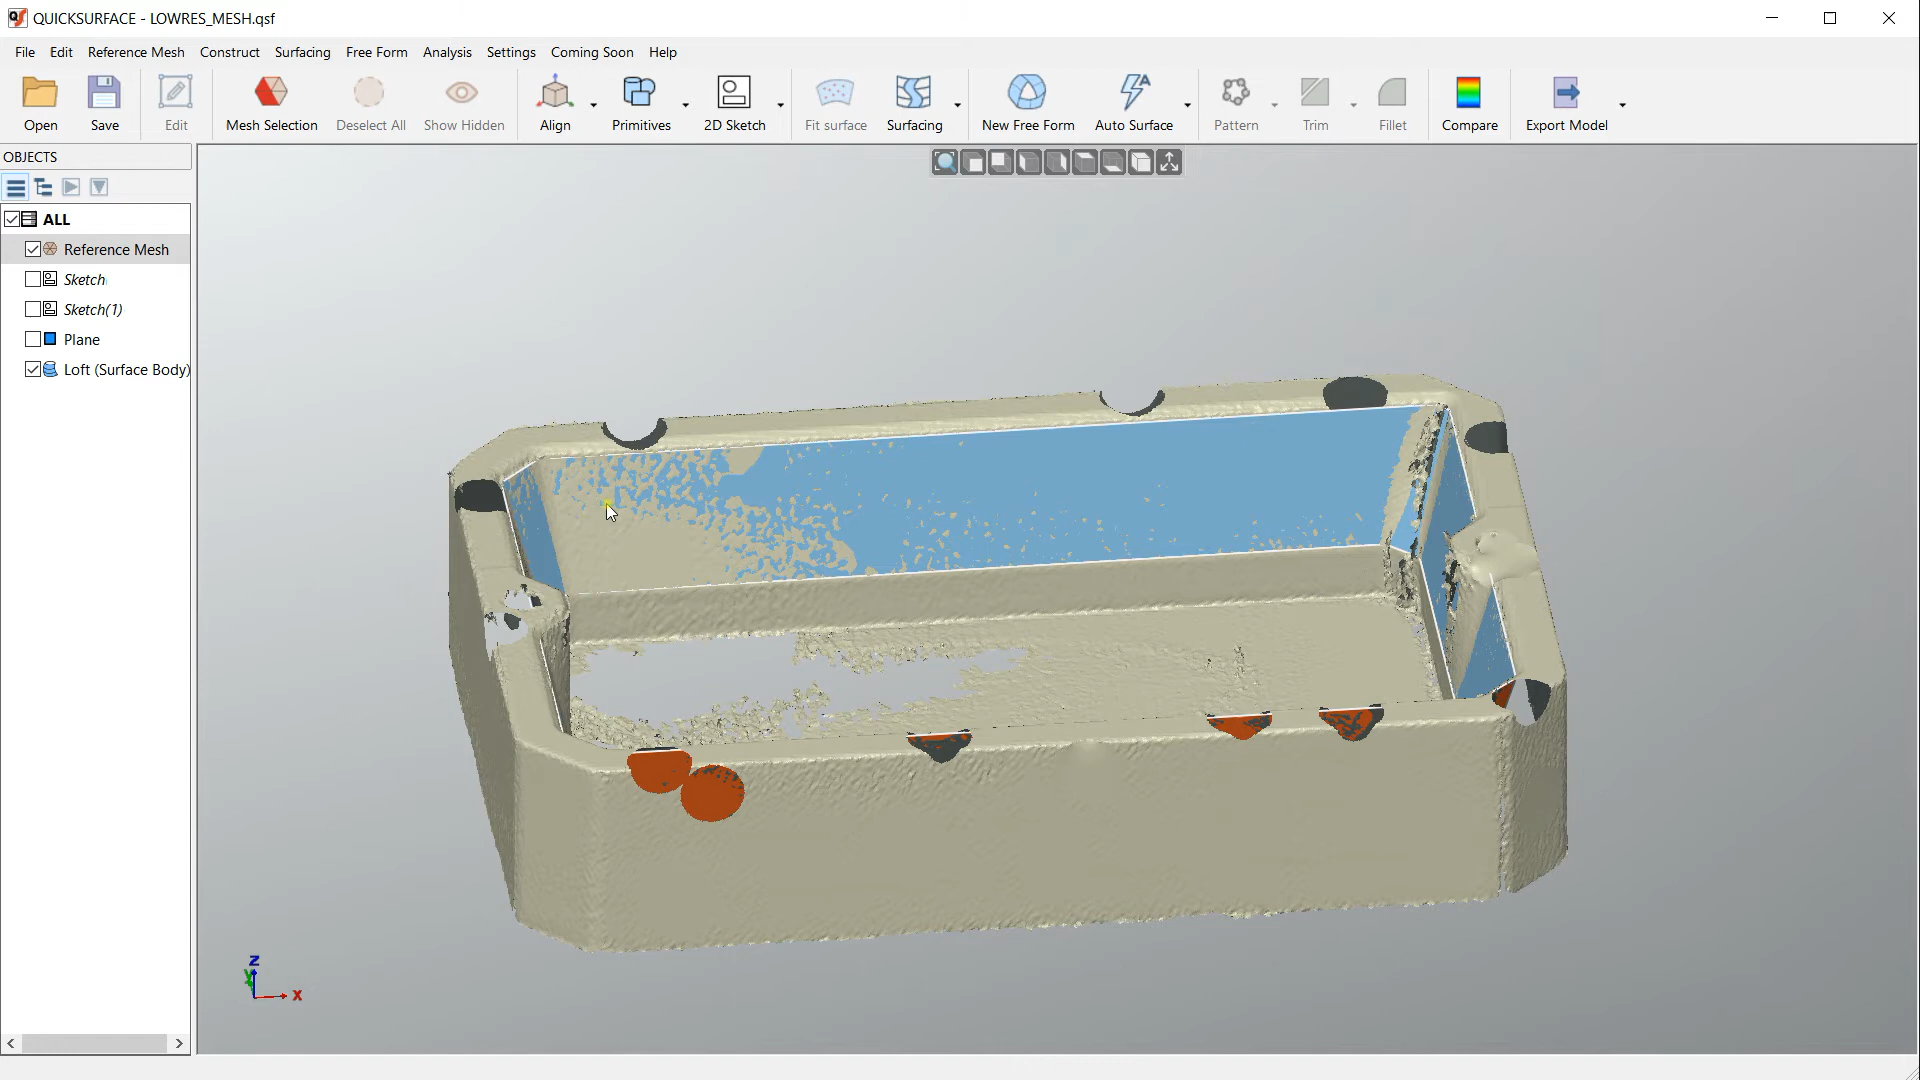 QUICKSURFACE - LOWRES_MESH.qsf
File Edit Reference Mesh Construct Surfacing Free Form Analysis Settings Coming Soon Help
Open Save Edit Mesh Selection Deselect All Show Hidden Align Primitives 2D Sketch Fit surface Surfacing New Free Form Auto Surface Pattern Trim Fillet Compare Export Model
OBJECTS
ALL
Reference Mesh
Sketch
Sketch(1)
Plane
Loft (Surface Body)
Z
Y
X